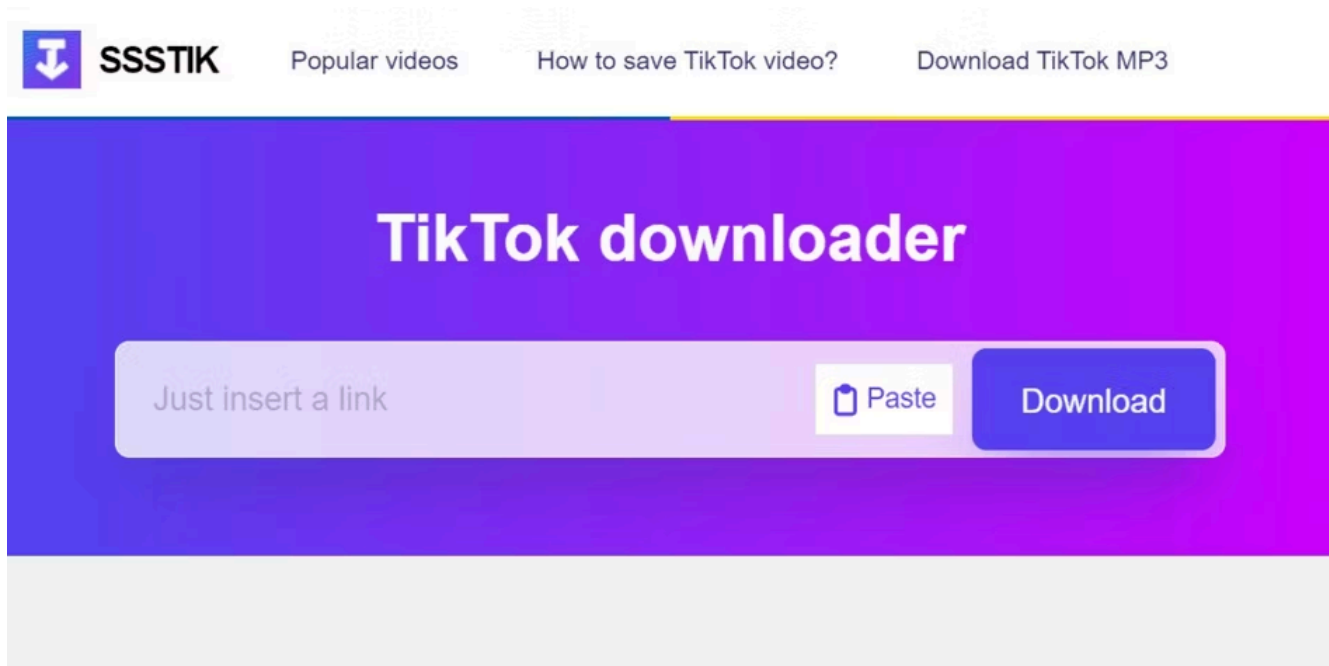 SSSTIK Popular videos How to save TikTok video? Download TikTok MP3
TikTok downloader
Just insert a link Paste Download